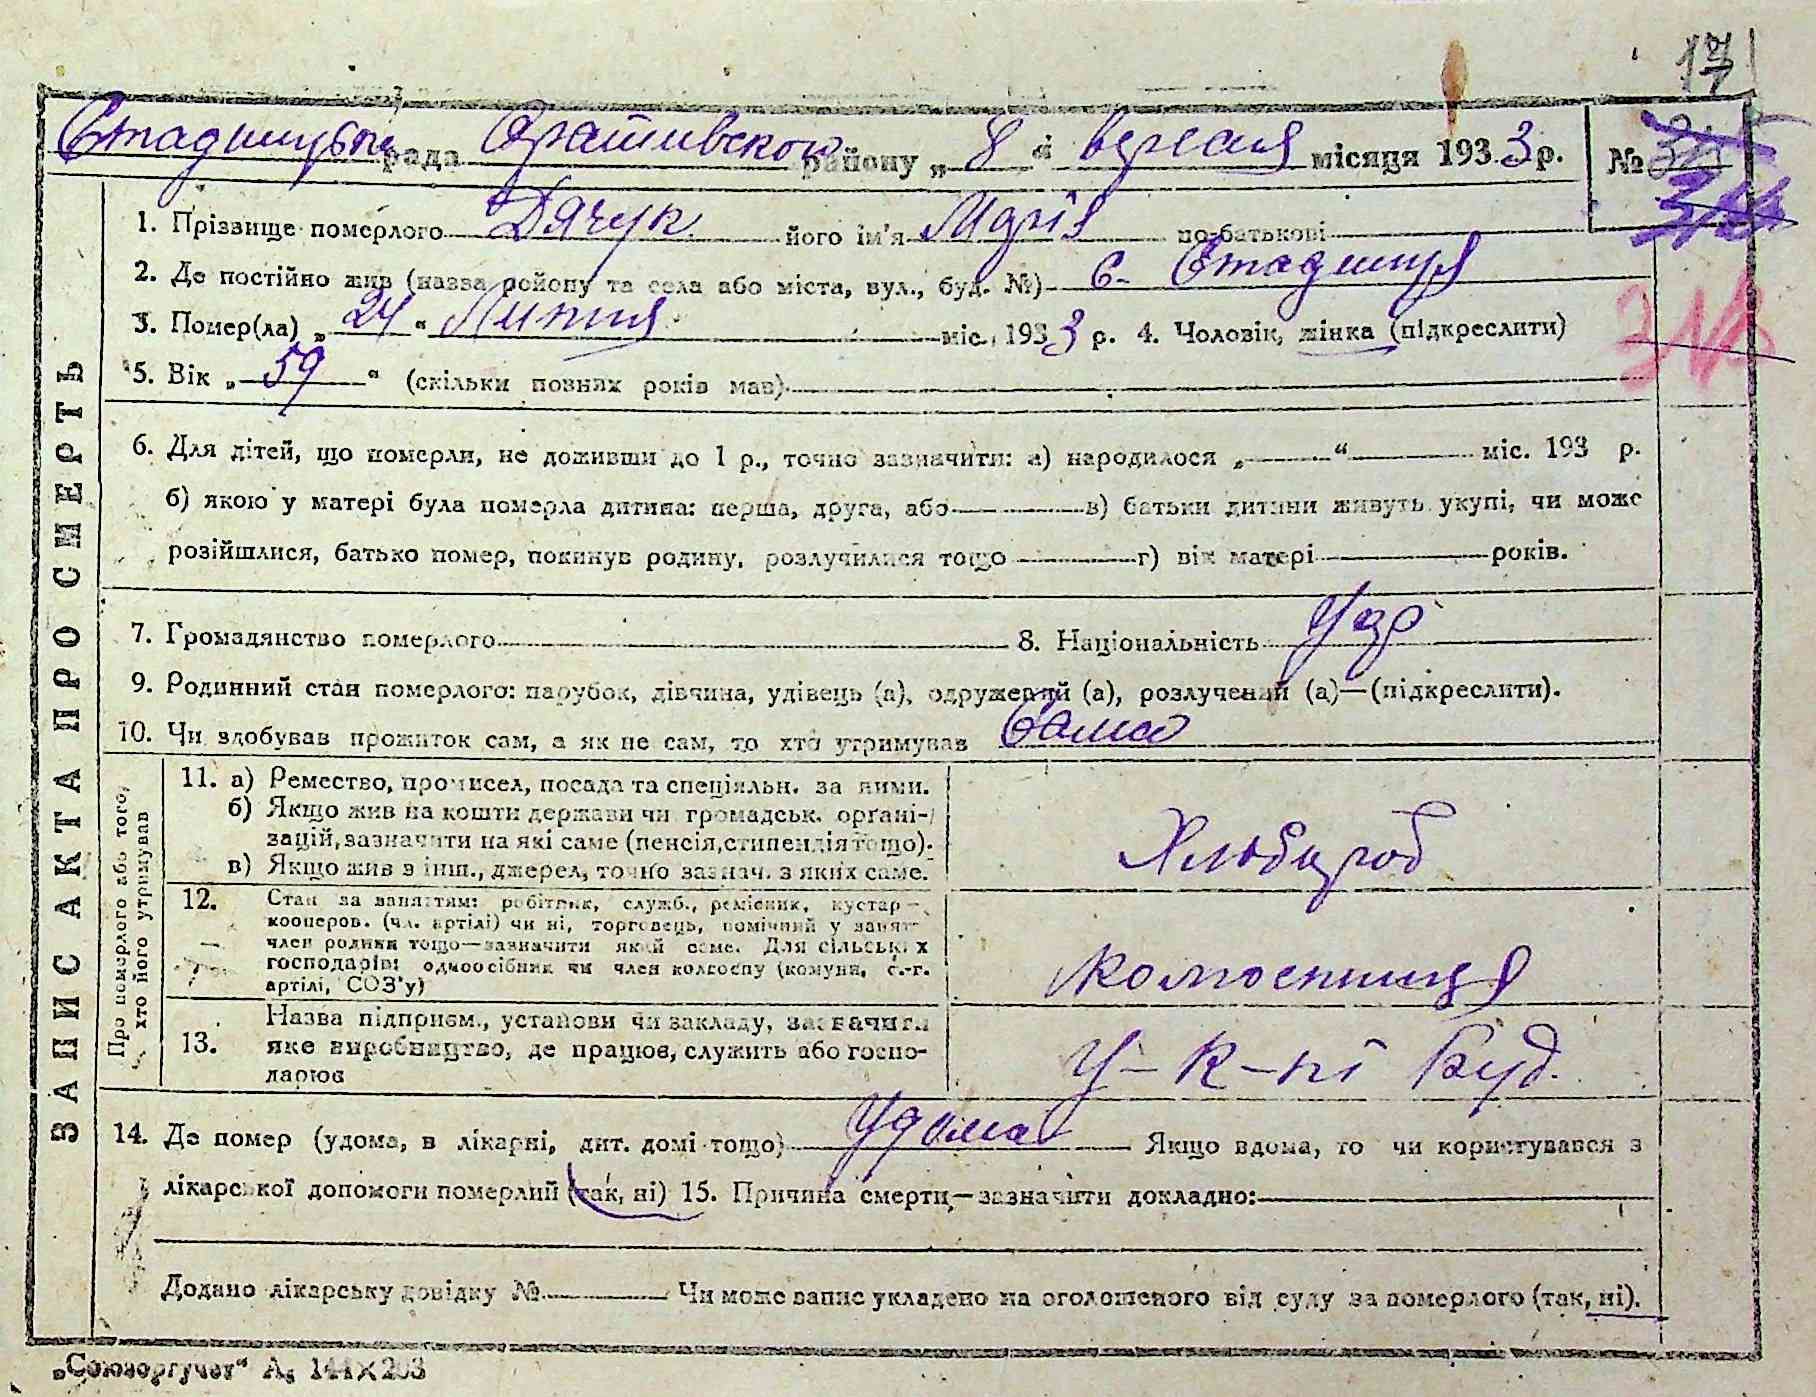 17
Стадницька рада Оратівского району „ 8 “ вересня місяця 1933 р. №
1. Прізвище померлого Дячук його ім'я Марія по-батькові
2. Де постійно жив (назва району та села або міста, вул., буд. №) с. Стадниця
3. Помер(ла) „ 24 “ Липня міс. 1933 р. 4. Чоловік, жінка (підкреслити)
5. Вік „ 59 “ (скільки повних років мав)
6. Для дітей, що померли, не доживши до 1 р., точно зазначити: а) народилося „ “ міс. 193 р.
б) якою у матері була померла дитина: перша, друга, або в) батьки дитини живуть укупі, чи може
розійшлися, батько помер, покинув родину, розлучилися тощо г) вік матері років.
7. Громадянство померлого 8. Національність Укр
9. Родинний стан померлого: парубок, дівчина, удівець (а), одружений (а), розлучений (а)—(підкреслити).
10. Чи здобував прожиток сам, а як не сам, то хто утримував Сама
ЗАПИС АКТА ПРО СМЕРТЬ
Про померлого або того,
хто його утримував
11. а) Ремество, промисел, посада та спеціяльн. за ними.
б) Якщо жив на кошти держави чи громадськ. органі-
зацій, зазначити на які саме (пенсія, стипендія тощо).
в) Якщо жив з інш., джерел, точно зазнач. з яких саме.
Хлібороб
12. Стан за заняттям: робітник, служб., ремісник, кустар—
кооперов. (чл. артілі) чи ні, торговець, помічний у занят—
член родини тощо—зазначити який саме. Для сільських
господарів: одноосібник чи член колгоспу (комуни, с.-г.
артілі, СОЗ'у)
колгоспниця
13. Назва підприєм., установи чи закладу, зазначити
яке виробництво, де працює, служить або госпо-
дарює
У-к-пі Буд.
14. Де помер (удома, в лікарні, дит. домі тощо) Удома Якщо вдома, то чи користувався з
лікарської допомоги померлий (так, ні) 15. Причина смерти—зазначити докладно:
Додано лікарську довідку № Чи може запис укладено на оголошеного від суду за померлого (так, ні).
„Союзоргучет“ А₅ 144×203